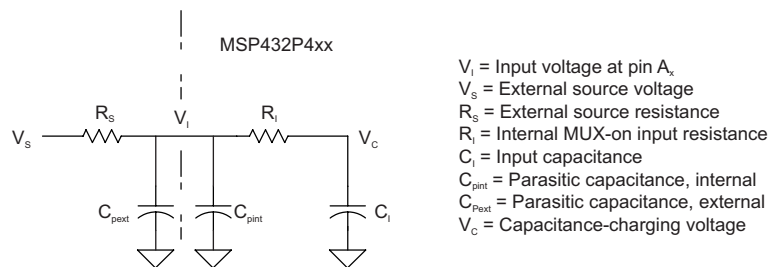 MSP432P4xx
V_S
R_S
V_I
R_I
V_C
C_pext
C_pint
C_I
V_I = Input voltage at pin A_x
V_S = External source voltage
R_S = External source resistance
R_I = Internal MUX-on input resistance
C_I = Input capacitance
C_pint = Parasitic capacitance, internal
C_Pext = Parasitic capacitance, external
V_C = Capacitance-charging voltage